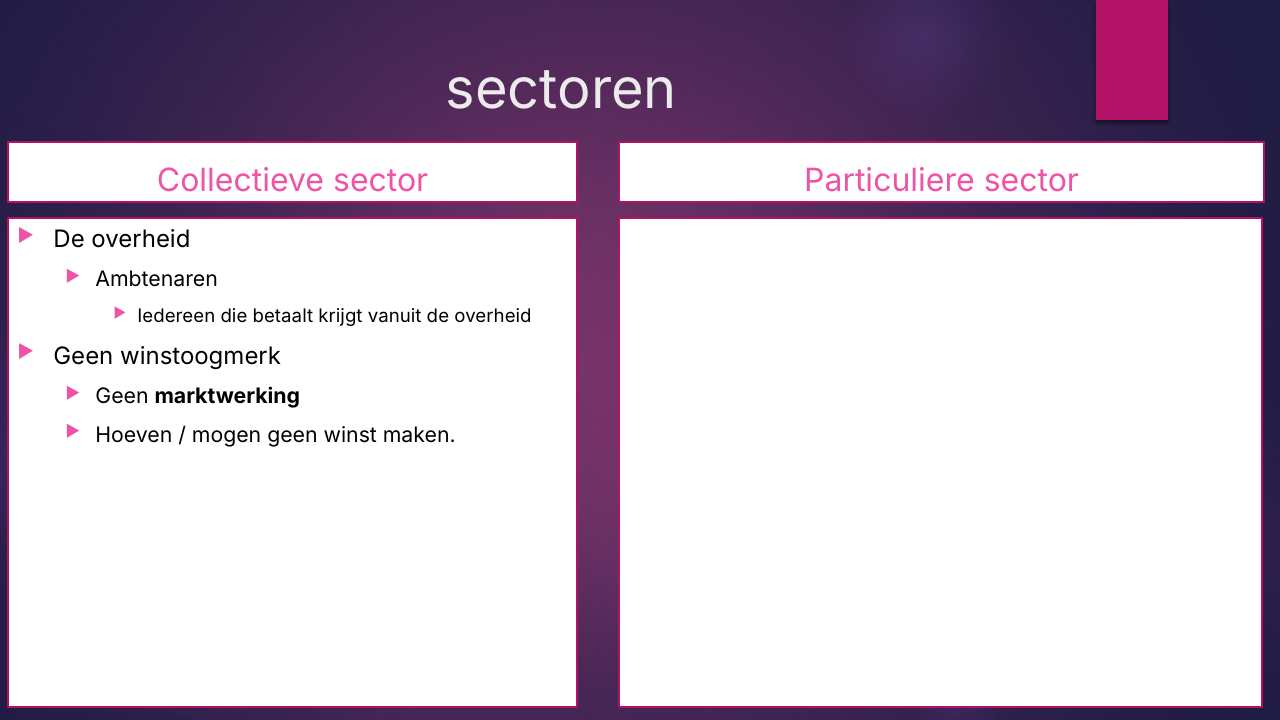 sectoren
Collectieve sector
Particuliere sector
De overheid
Ambtenaren
Iedereen die betaalt krijgt vanuit de overheid
Geen winstoogmerk
Geen marktwerking
Hoeven / mogen geen winst maken.